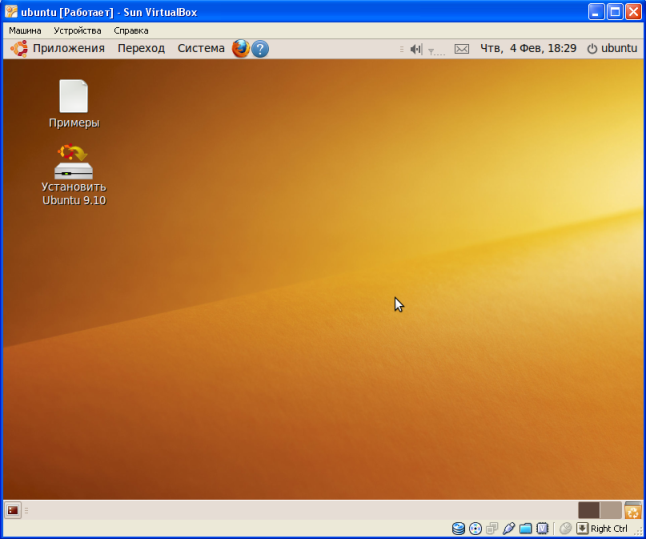 ubuntu [Работает] - Sun VirtualBox
Машина Устройства Справка
Приложения Переход Система Чтв, 4 Фев, 18:29 ubuntu
Примеры
Установить
Ubuntu 9.10
Right Ctrl